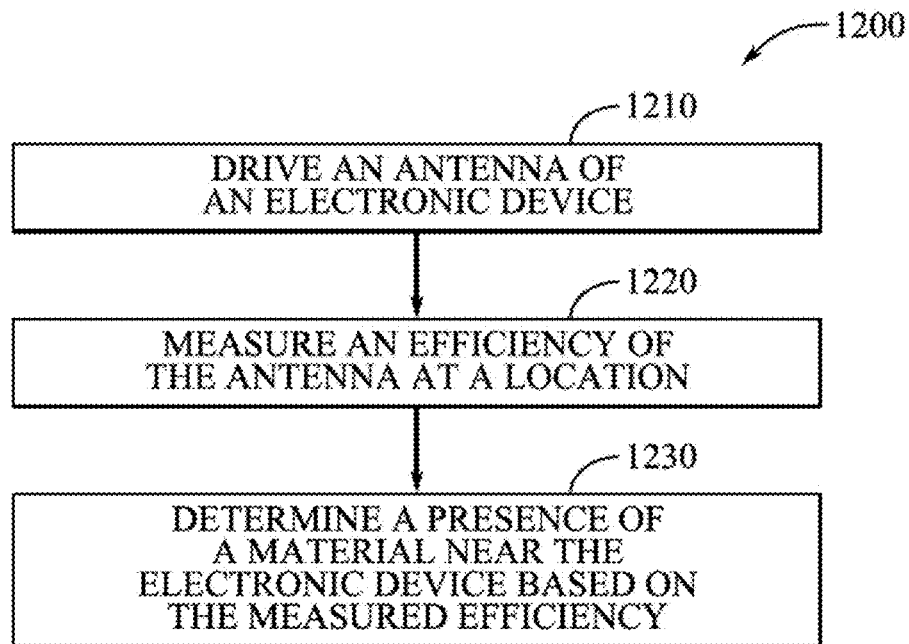 1200
1210
DRIVE AN ANTENNA OF
AN ELECTRONIC DEVICE
1220
MEASURE AN EFFICIENCY OF
THE ANTENNA AT A LOCATION
1230
DETERMINE A PRESENCE OF
A MATERIAL NEAR THE
ELECTRONIC DEVICE BASED ON
THE MEASURED EFFICIENCY